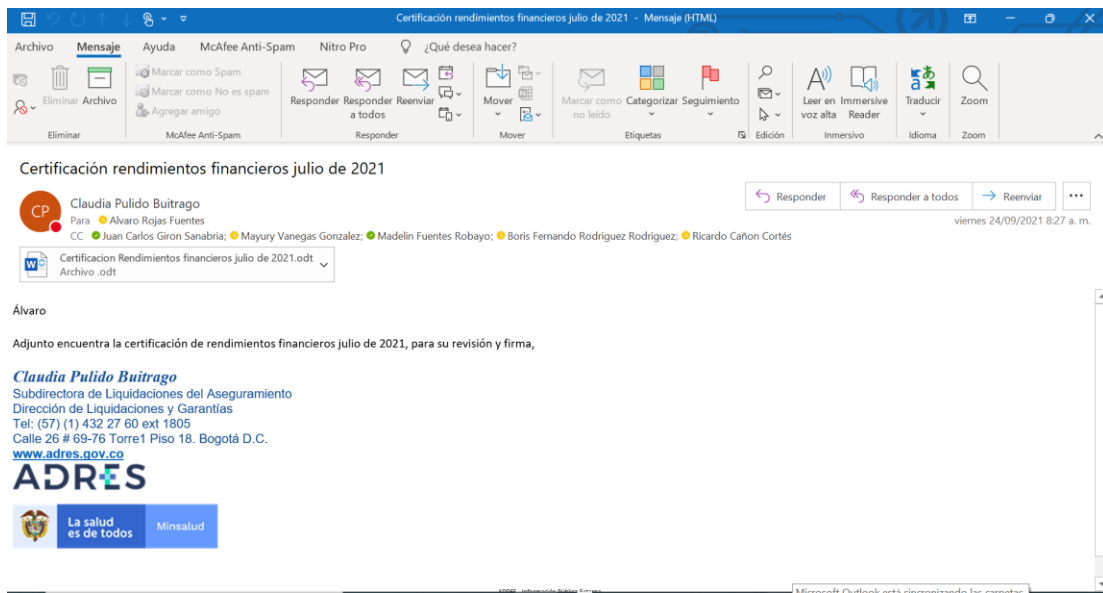 Certificación rendimientos financieros julio de 2021 - Mensaje (HTML)
Archivo Mensaje Ayuda McAfee Anti-Spam Nitro Pro ¿Qué desea hacer?
Eliminar Archivo
Marcar como Spam
Marcar como No es spam
Agregar amigo
Responder Responder a todos Reenviar
Mover
Marcar como no leído Categorizar Seguimiento
Leer en voz alta Immersive Reader
Traducir
Zoom
Eliminar McAfee Anti-Spam Responder Mover Etiquetas Edición Inmersivo Idioma Zoom
Certificación rendimientos financieros julio de 2021
CP
Claudia Pulido Buitrago
Para Alvaro Rojas Fuentes
CC Juan Carlos Giron Sanabria; Mayury Vanegas Gonzalez; Madelin Fuentes Robayo; Boris Fernando Rodriguez Rodriguez; Ricardo Cañon Cortés
Responder Responder a todos Reenviar
viernes 24/09/2021 8:27 a. m.
Certificacion Rendimientos financieros julio de 2021.odt
Archivo .odt
Álvaro
Adjunto encuentra la certificación de rendimientos financieros julio de 2021, para su revisión y firma,
Claudia Pulido Buitrago
Subdirectora de Liquidaciones del Aseguramiento
Dirección de Liquidaciones y Garantías
Tel: (57) (1) 432 27 60 ext 1805
Calle 26 # 69-76 Torre1 Piso 18. Bogotá D.C.
www.adres.gov.co
ADRES
La salud
es de todos
Minsalud
Microsoft Outlook está sincronizando las carpetas